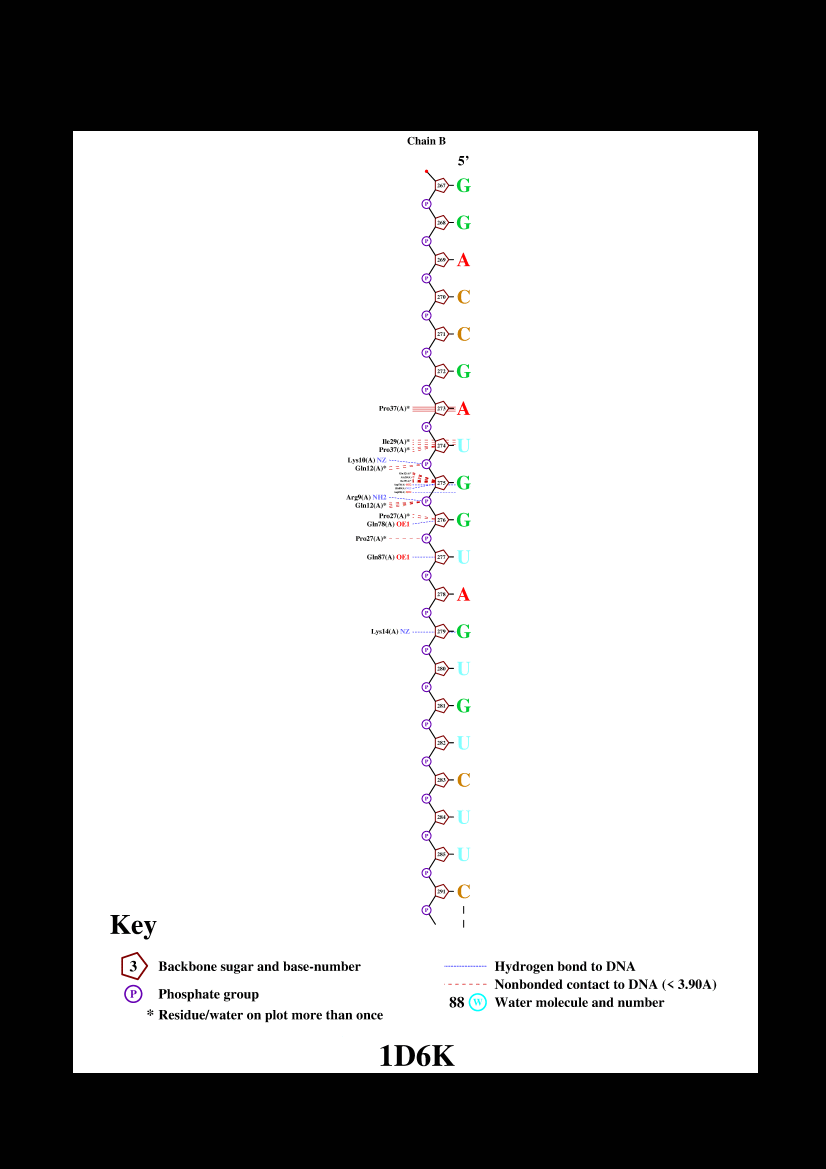 Chain B
5'
267 G
P
268 G
P
269 A
P
270 C
P
271 C
P
272 G
P
Pro37(A)* 273 A
P
Ile29(A)*
Pro37(A)* 274 U
Lys10(A) NZ P
Gln12(A)*
275 G
Arg9(A) NH2 P
Gln12(A)*
Pro27(A)* 276 G
Gln78(A) OE1
Pro27(A)* P
Gln87(A) OE1 277 U
P
278 A
P
Lys14(A) NZ 279 G
P
280 U
P
281 G
P
282 U
P
283 C
P
284 U
P
285 U
P
291 C
P
Key
3 Backbone sugar and base-number
P Phosphate group
* Residue/water on plot more than once
Hydrogen bond to DNA
Nonbonded contact to DNA (< 3.90A)
88 W Water molecule and number
1D6K